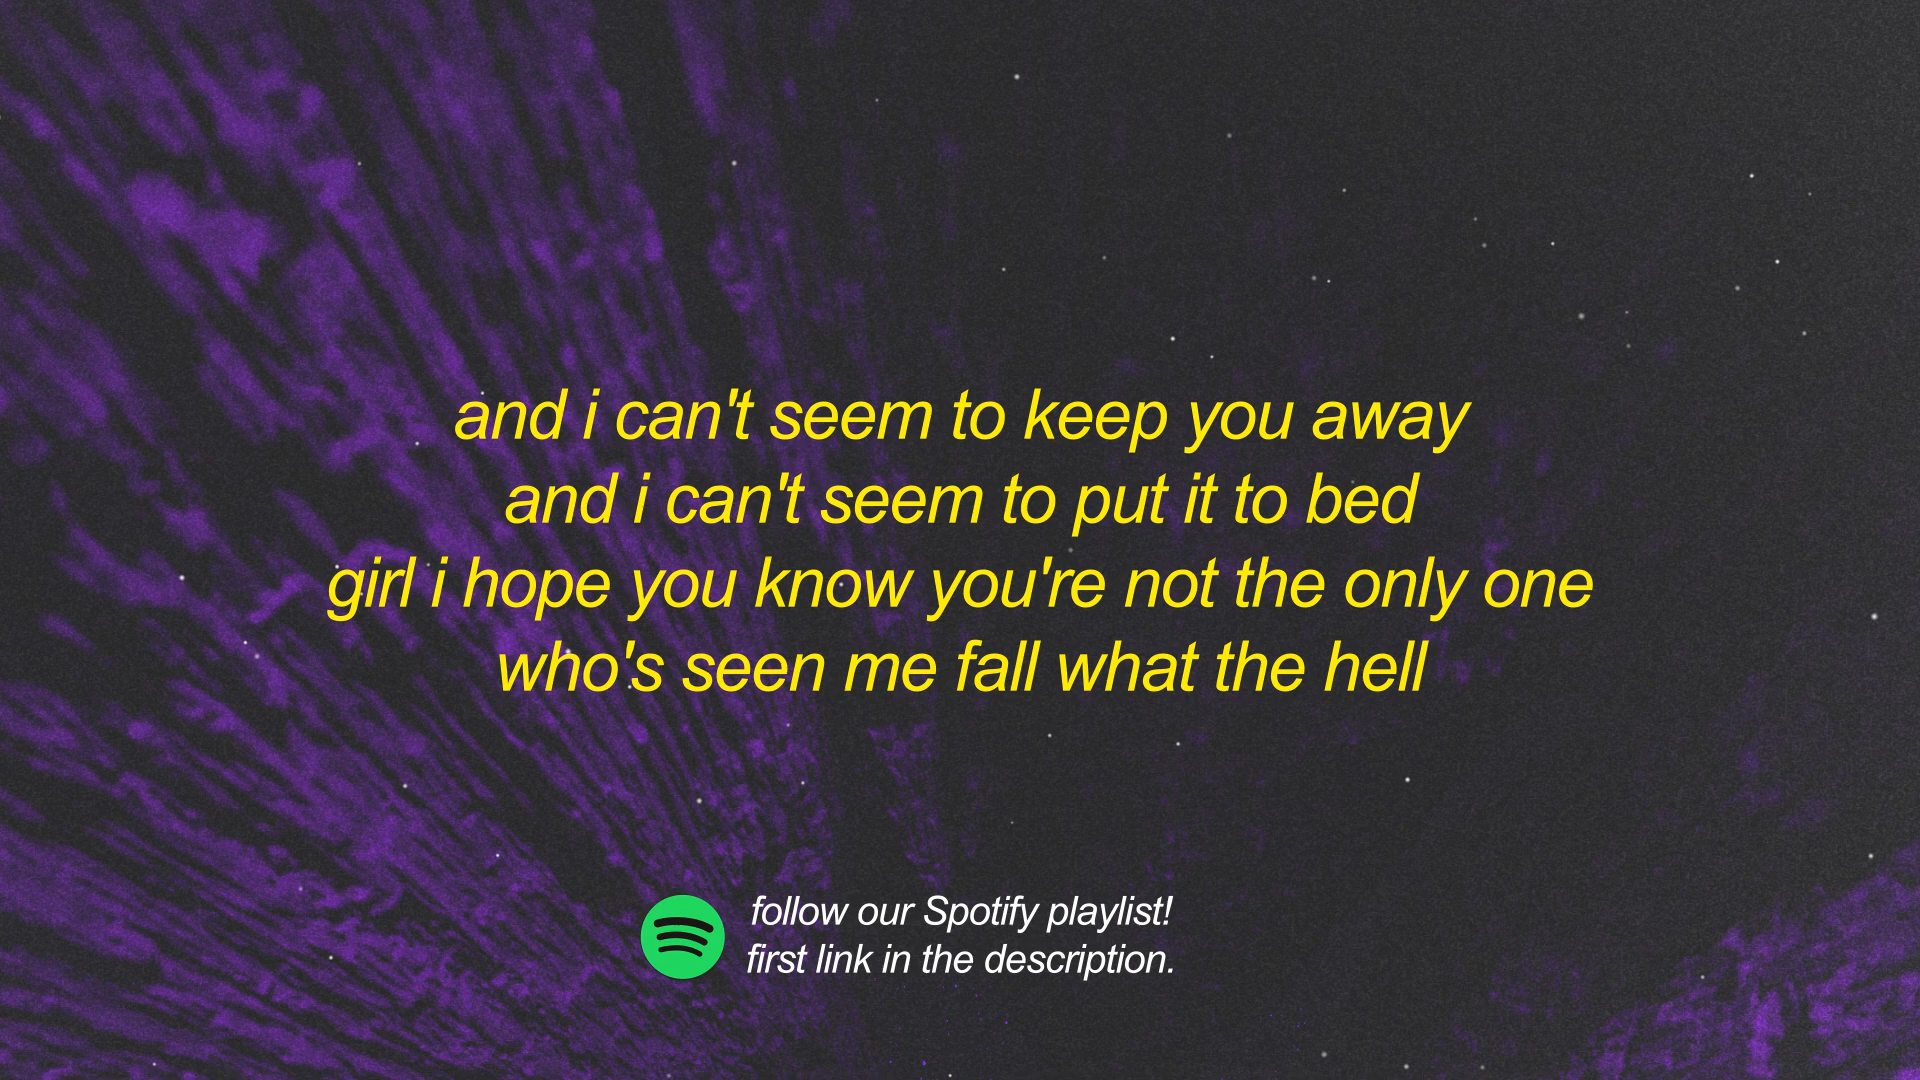 and i can't seem to keep you away
and i can't seem to put it to bed
girl i hope you know you're not the only one
who's seen me fall what the hell
follow our Spotify playlist!
first link in the description.